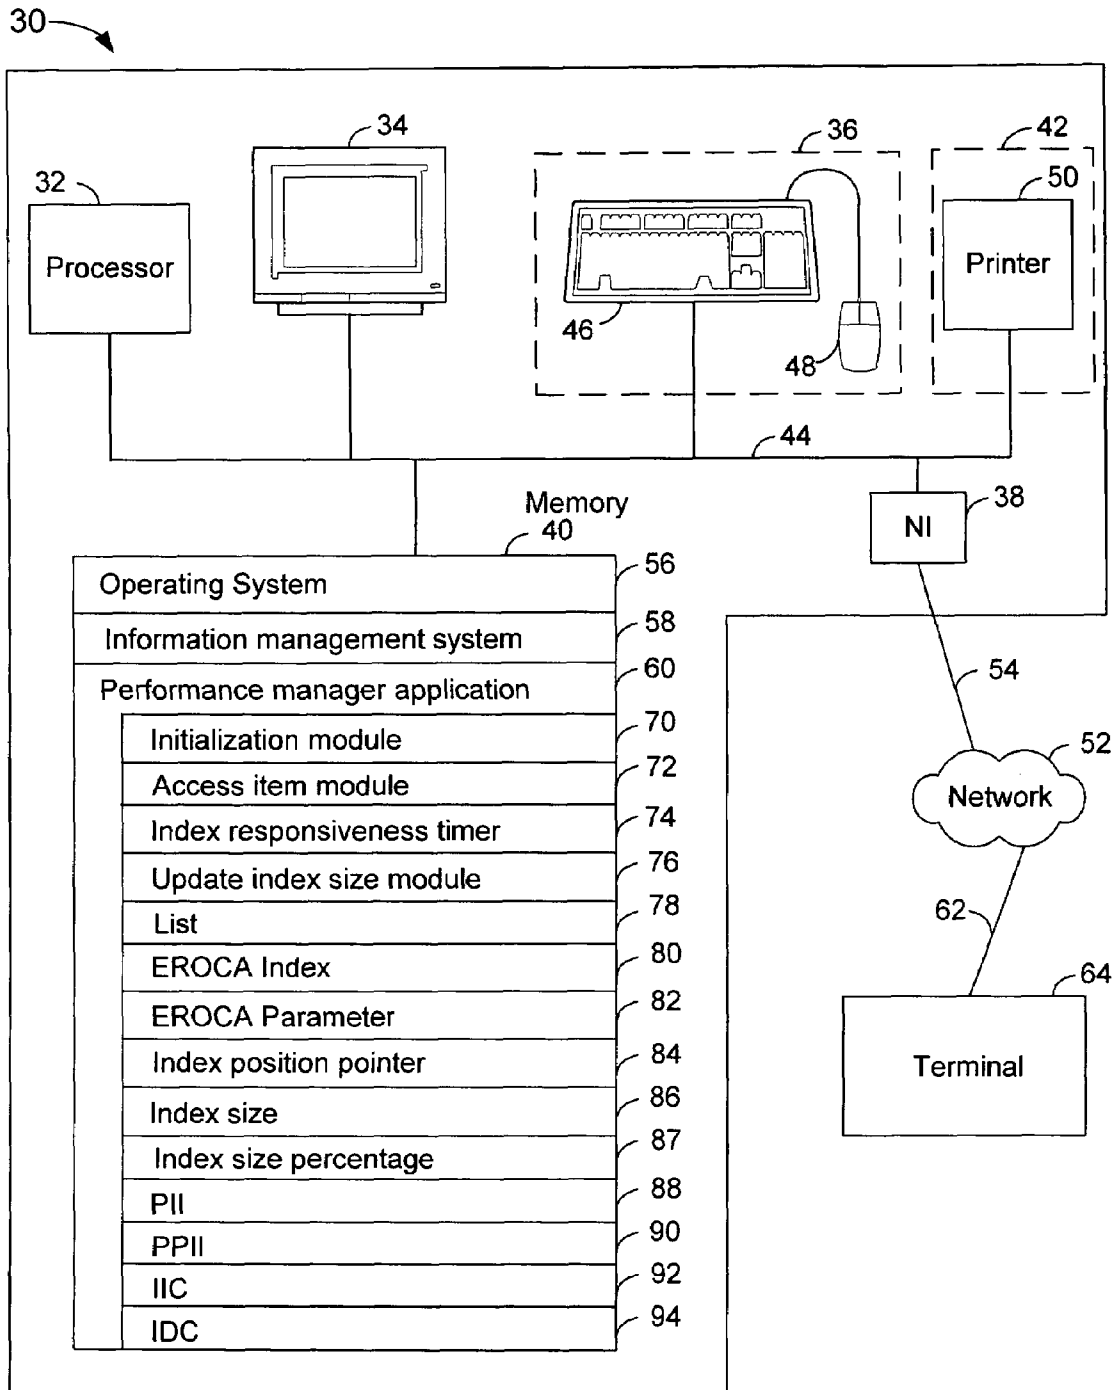 30
34
36
42
32
50
Processor
Printer
46
48
44
Memory
40
38
NI
Operating System 56
Information management system 58
Performance manager application 60
54
Initialization module 70
Access item module 72
52
Network
Index responsiveness timer 74
Update index size module 76
List 78
62
EROCA Index 80
64
EROCA Parameter 82
Index position pointer 84
Terminal
Index size 86
Index size percentage 87
PII 88
PPII 90
IIC 92
IDC 94